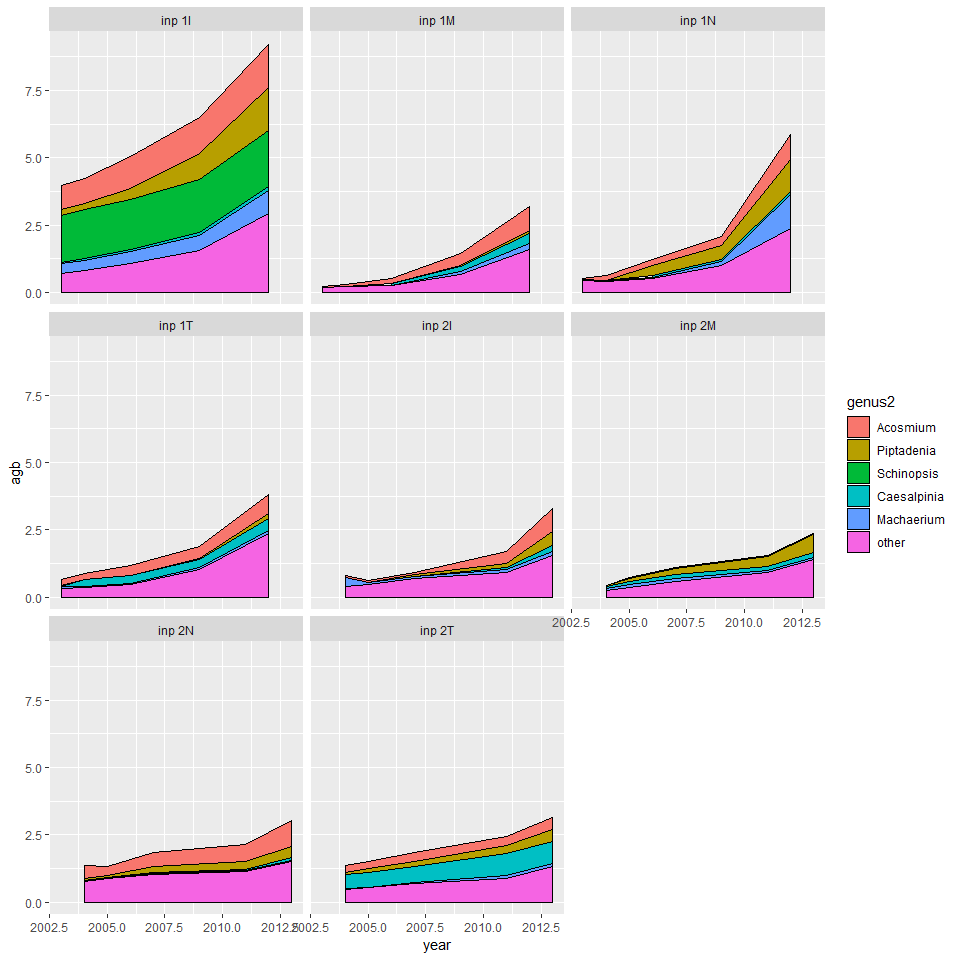 inp 1I inp 1M inp 1N
7.5
5.0
2.5
0.0
inp 1T inp 2I inp 2M
7.5
5.0
2.5
0.0
2002.5 2005.0 2007.5 2010.0 2012.5
inp 2N inp 2T
7.5
5.0
2.5
0.0
2002.5 2005.0 2007.5 2010.0 2012.5 2002.5 2005.0 2007.5 2010.0 2012.5
year
agb
genus2
Acosmium
Piptadenia
Schinopsis
Caesalpinia
Machaerium
other